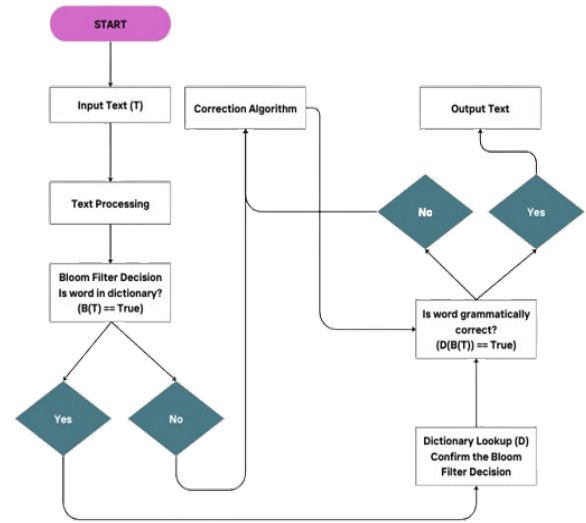 START
Input Text (T)
Text Processing
Bloom Filter Decision
Is word in dictionary?
(B(T) == True)
Yes
No
Correction Algorithm
Output Text
No
Yes
Is word grammatically
correct?
(D(B(T)) == True)
Dictionary Lookup (D)
Confirm the Bloom
Filter Decision